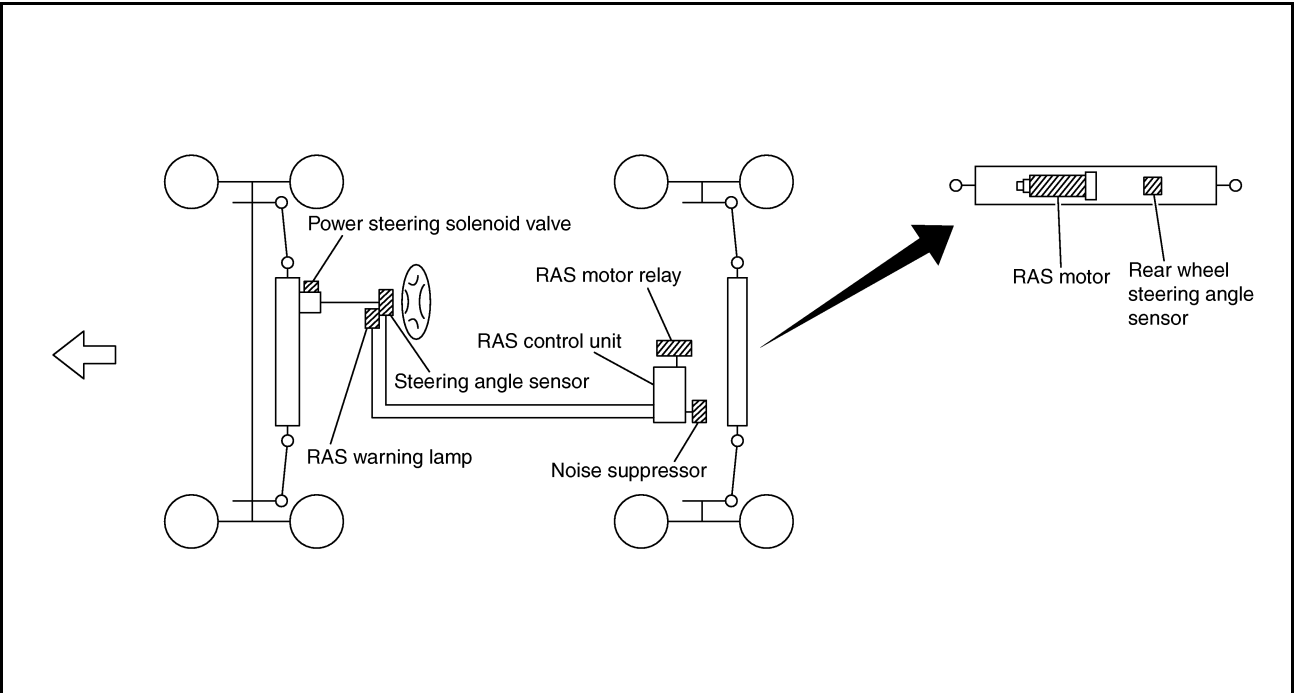 Power steering solenoid valve
RAS motor relay
RAS control unit
Steering angle sensor
RAS warning lamp
Noise suppressor
RAS motor
Rear wheel
steering angle
sensor